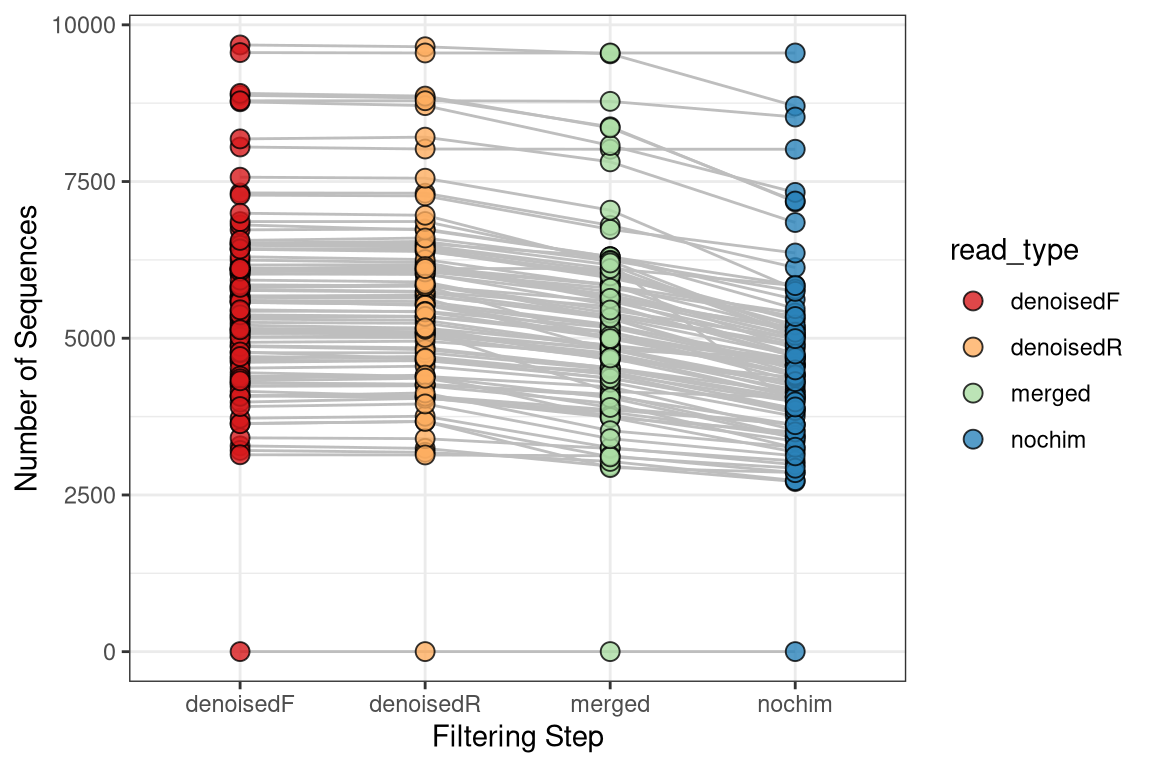 10000
7500
5000
2500
0
Number of Sequences
denoisedF
denoisedR
merged
nochim
Filtering Step
read_type
denoisedF
denoisedR
merged
nochim